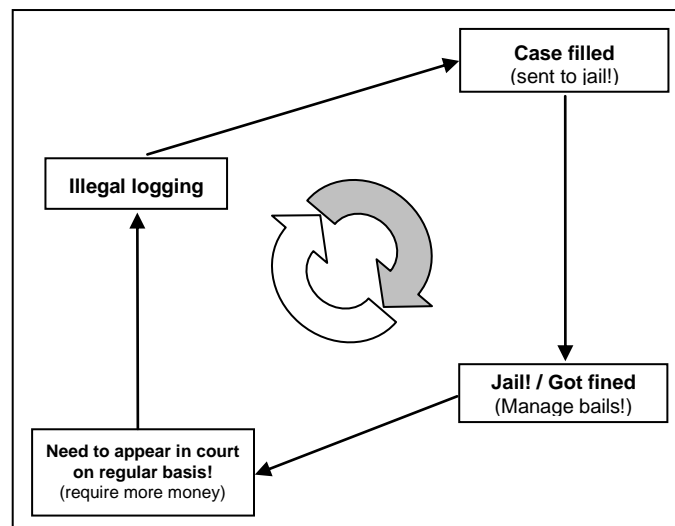 Case filled
(sent to jail!)
Illegal logging
Jail! / Got fined
(Manage bails!)
Need to appear in court
on regular basis!
(require more money)